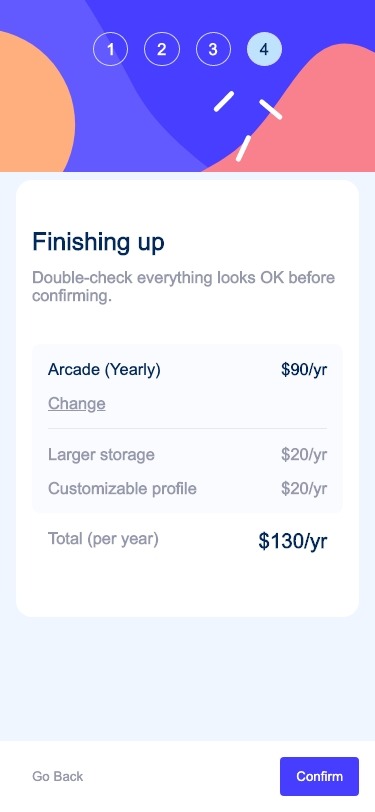 1 2 3 4
Finishing up
Double-check everything looks OK before
confirming.
Arcade (Yearly) $90/yr
Change
Larger storage $20/yr
Customizable profile $20/yr
Total (per year) $130/yr
Go Back Confirm